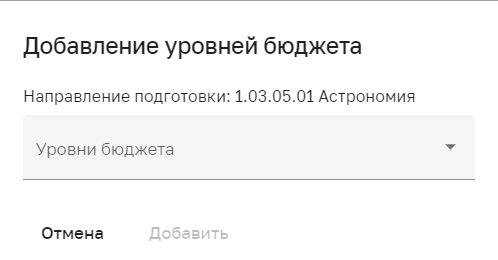 Добавление уровней бюджета
Направление подготовки: 1.03.05.01 Астрономия
Уровни бюджета
Отмена Добавить